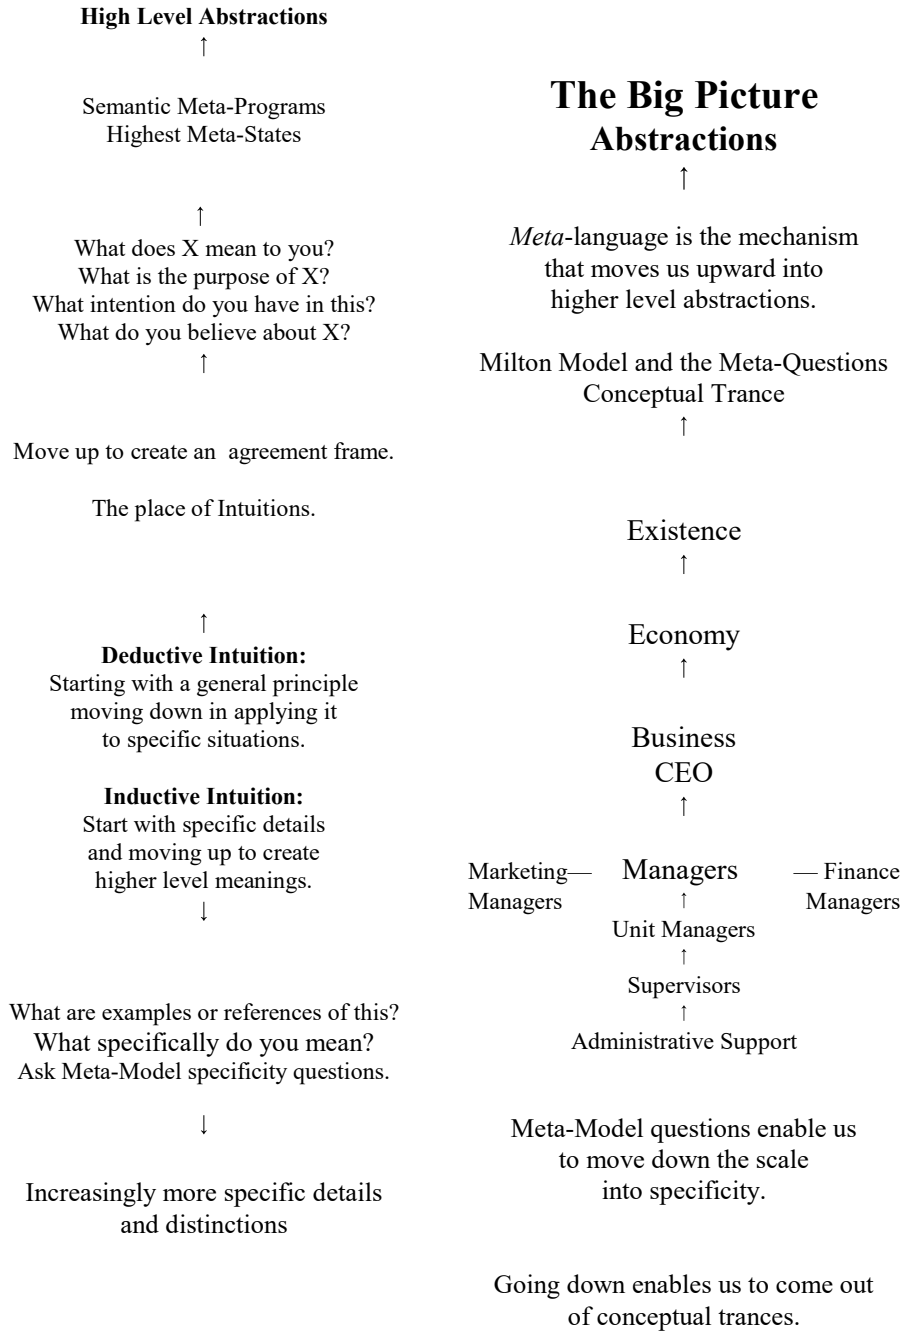 High Level Abstractions
↑
Semantic Meta-Programs
Highest Meta-States
↑
What does X mean to you?
What is the purpose of X?
What intention do you have in this?
What do you believe about X?
↑
Move up to create an agreement frame.
The place of Intuitions.
↑
Deductive Intuition:
Starting with a general principle
moving down in applying it
to specific situations.
Inductive Intuition:
Start with specific details
and moving up to create
higher level meanings.
↓
What are examples or references of this?
What specifically do you mean?
Ask Meta-Model specificity questions.
↓
Increasingly more specific details
and distinctions
The Big Picture
Abstractions
↑
Meta-language is the mechanism
that moves us upward into
higher level abstractions.
Milton Model and the Meta-Questions
Conceptual Trance
↑
Existence
↑
Economy
↑
Business
CEO
↑
Marketing— Managers — Finance
Managers ↑ Managers
Unit Managers
↑
Supervisors
↑
Administrative Support
Meta-Model questions enable us
to move down the scale
into specificity.
Going down enables us to come out
of conceptual trances.